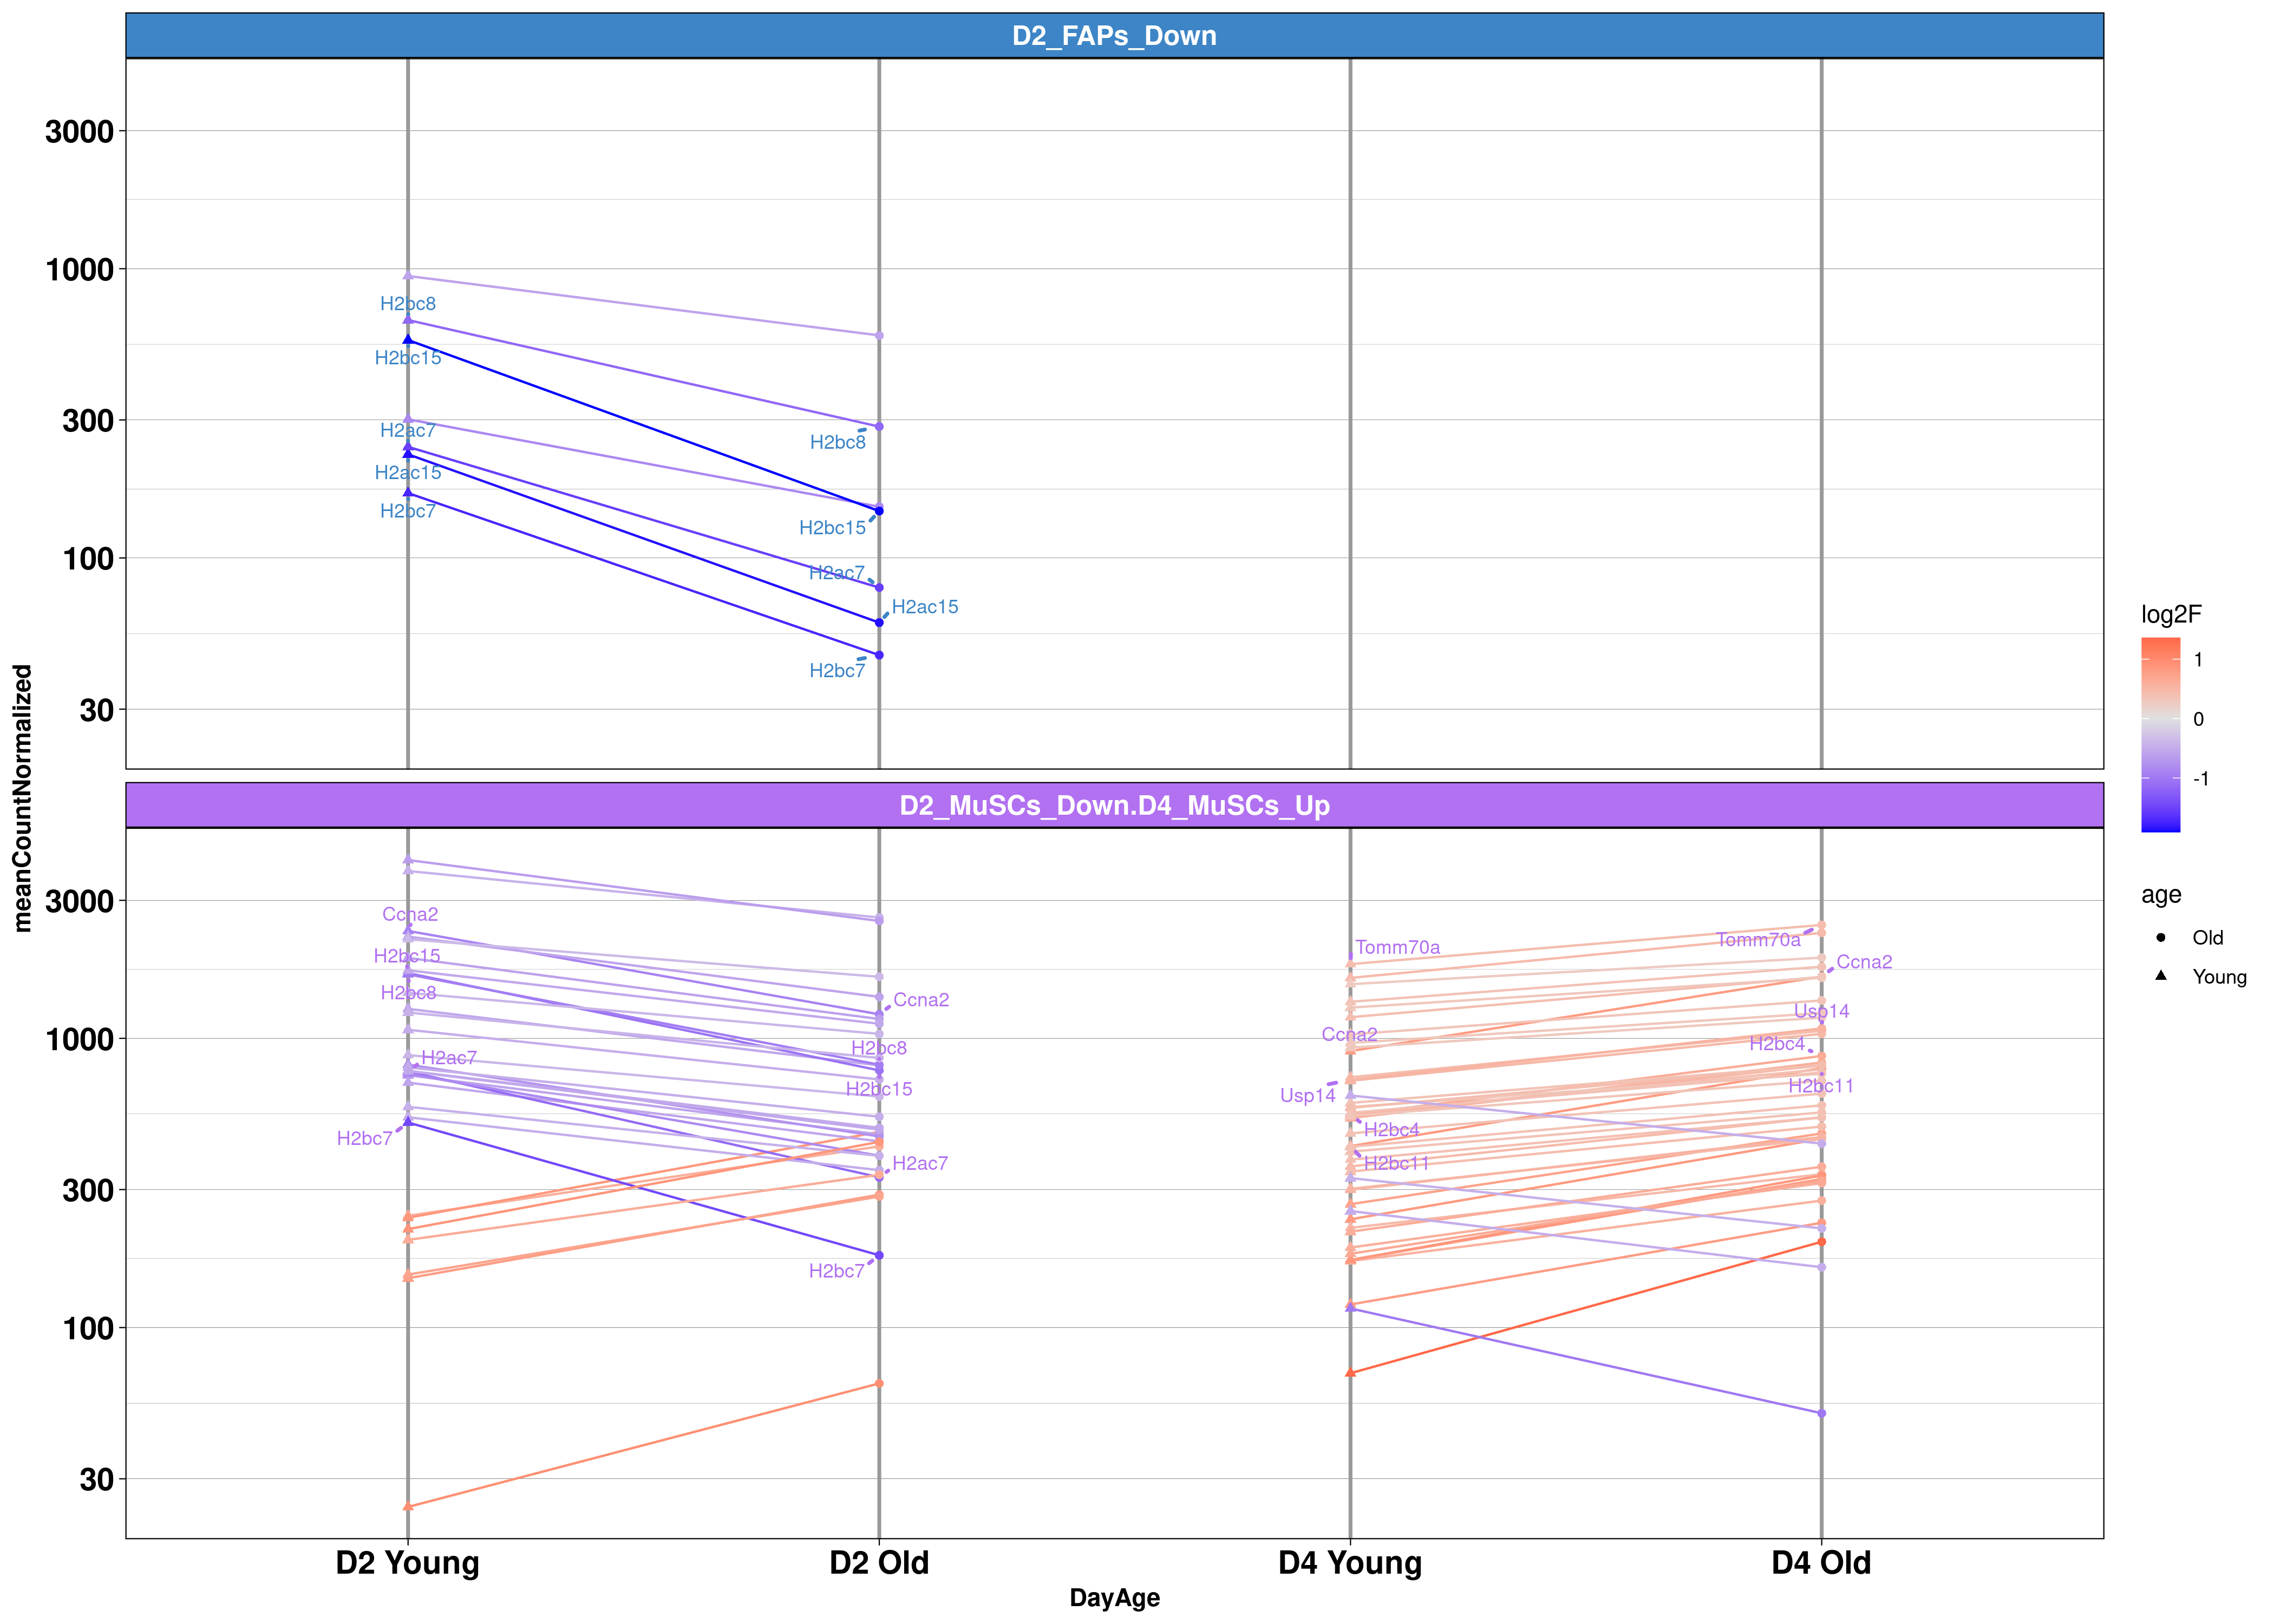 D2_FAPs_Down
3000
1000
300
100
30
H2bc8
H2bc15
H2ac7
H2ac15
H2bc7
H2bc8
H2bc15
H2ac7
H2ac15
H2bc7
meanCountNormalized
D2_MuSCs_Down.D4_MuSCs_Up
3000
1000
300
100
30
Ccna2
H2bc15
H2bc8
H2ac7
H2bc7
Ccna2
H2bc8
H2bc15
H2ac7
H2bc7
Tomm70a
Ccna2
Usp14
H2bc4
H2bc11
Tomm70a
Ccna2
Usp14
H2bc4
H2bc11
D2 Young
D2 Old
D4 Young
D4 Old
DayAge
log2F
1
0
-1
age
Old
Young